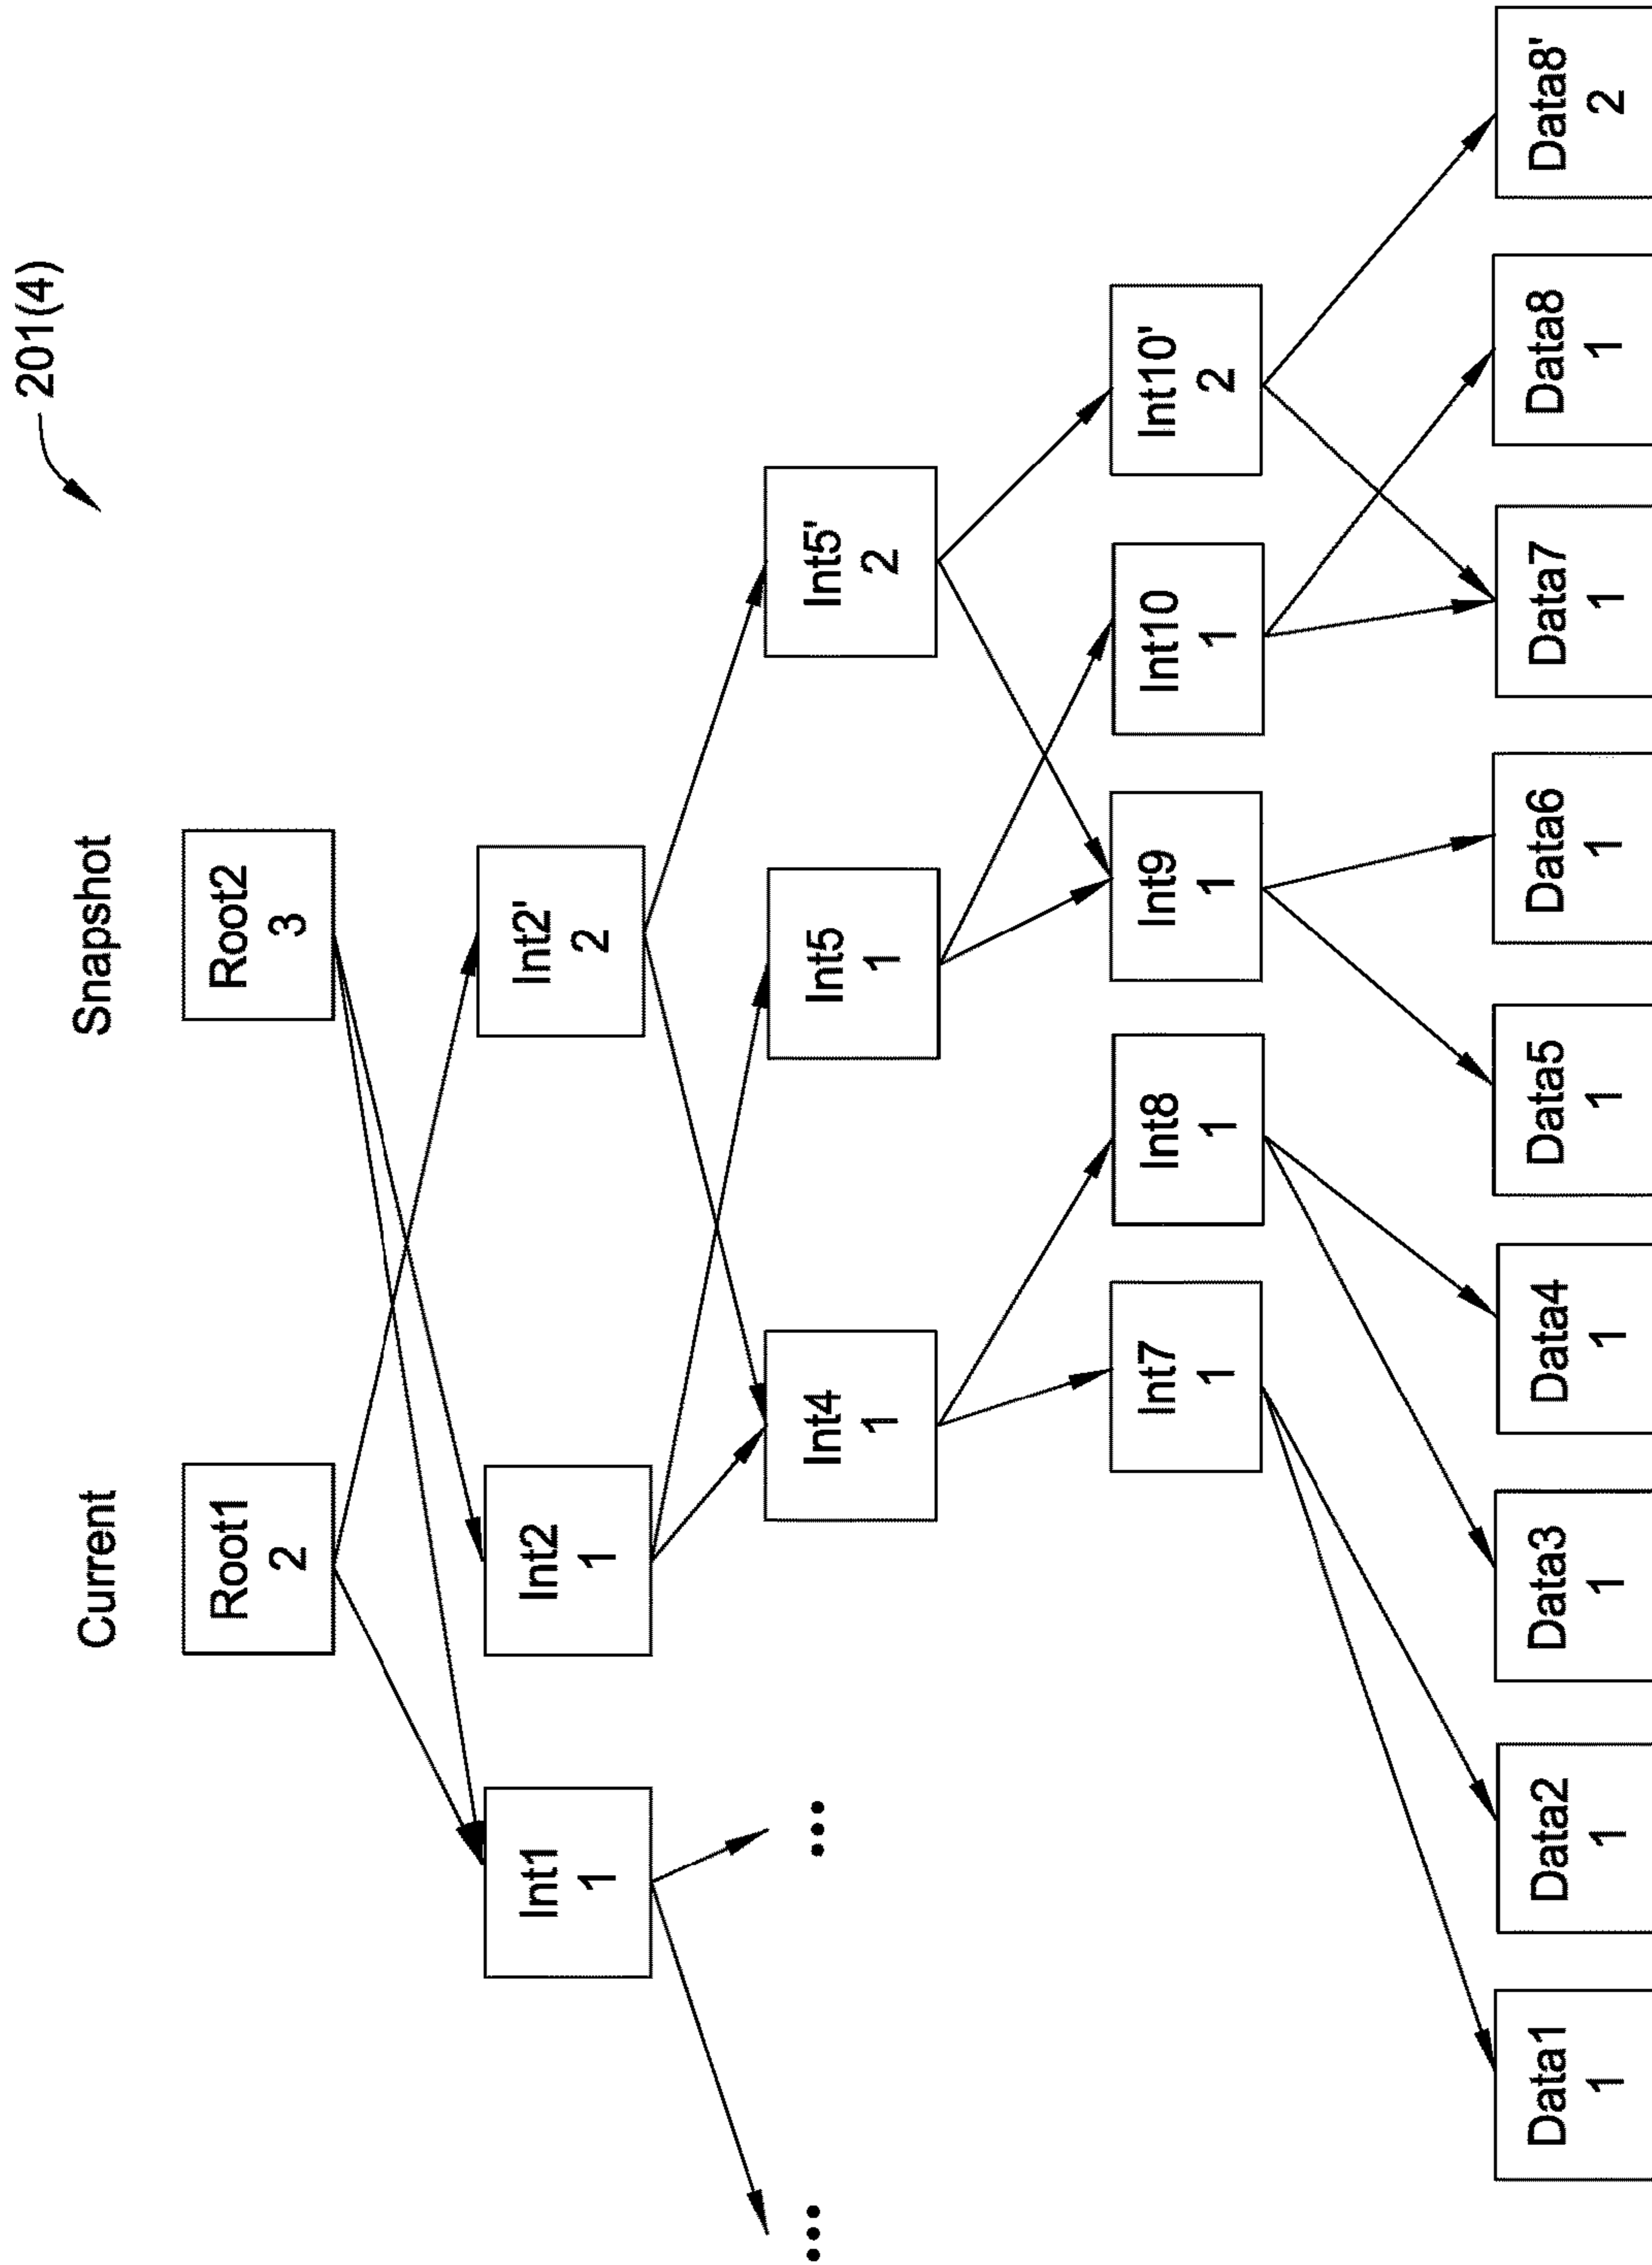 201(4)
Current
Snapshot
Root1
2
Root2
3
Int1
1
Int2
1
Int2'
2
...
...
Int4
1
Int5
1
Int5'
2
Int7
1
Int8
1
Int9
1
Int10
1
Int10'
2
Data1
1
Data2
1
Data3
1
Data4
1
Data5
1
Data6
1
Data7
1
Data8
1
Data8'
2